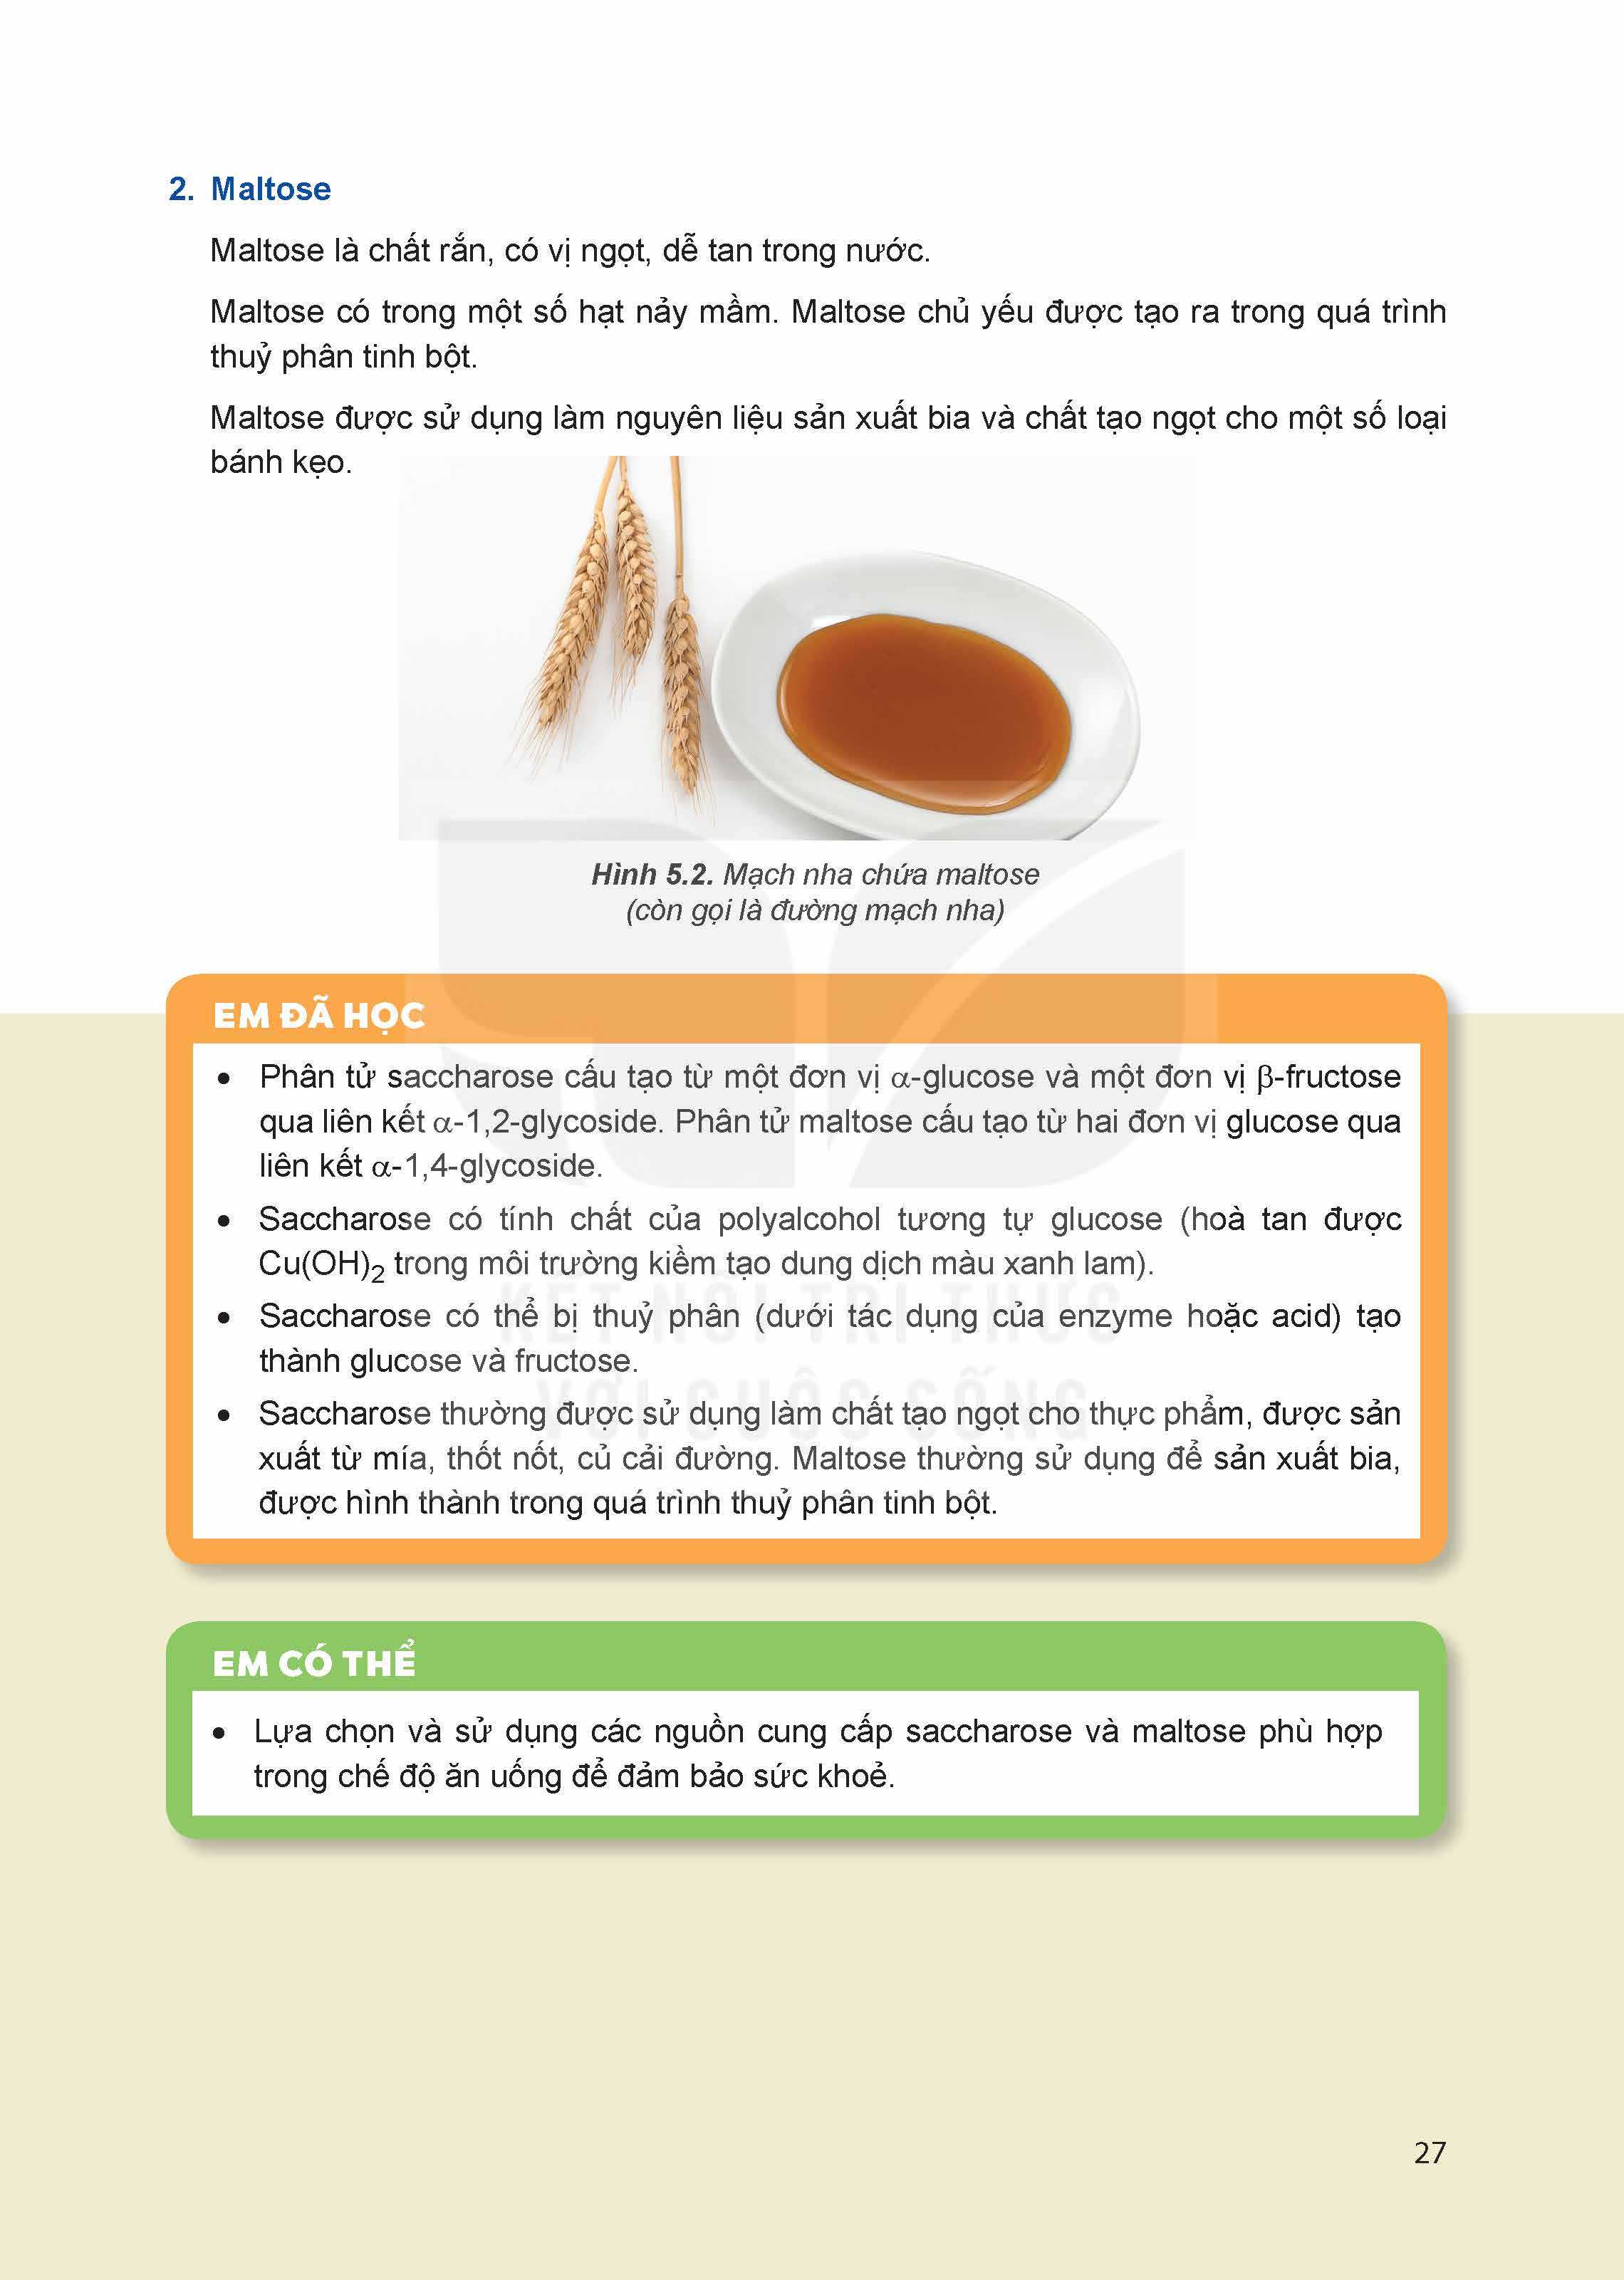 2. Maltose
Maltose là chất rắn, có vị ngọt, dễ tan trong nước.
Maltose có trong một số hạt nảy mầm. Maltose chủ yếu được tạo ra trong quá trình
thuỷ phân tinh bột.
Maltose được sử dụng làm nguyên liệu sản xuất bia và chất tạo ngọt cho một số loại
bánh kẹo.
Hình 5.2. Mạch nha chứa maltose
(còn gọi là đường mạch nha)
EM ĐÃ HỌC
• Phân tử saccharose cấu tạo từ một đơn vị α-glucose và một đơn vị β-fructose
qua liên kết α-1,2-glycoside. Phân tử maltose cấu tạo từ hai đơn vị glucose qua
liên kết α-1,4-glycoside.
• Saccharose có tính chất của polyalcohol tương tự glucose (hoà tan được
Cu(OH)₂ trong môi trường kiềm tạo dung dịch màu xanh lam).
• Saccharose có thể bị thuỷ phân (dưới tác dụng của enzyme hoặc acid) tạo
thành glucose và fructose.
• Saccharose thường được sử dụng làm chất tạo ngọt cho thực phẩm, được sản
xuất từ mía, thốt nốt, củ cải đường. Maltose thường sử dụng để sản xuất bia,
được hình thành trong quá trình thuỷ phân tinh bột.
KẾT NỐI TRI THỨC
VỚI CUỘC SỐNG
EM CÓ THỂ
• Lựa chọn và sử dụng các nguồn cung cấp saccharose và maltose phù hợp
trong chế độ ăn uống để đảm bảo sức khoẻ.
27